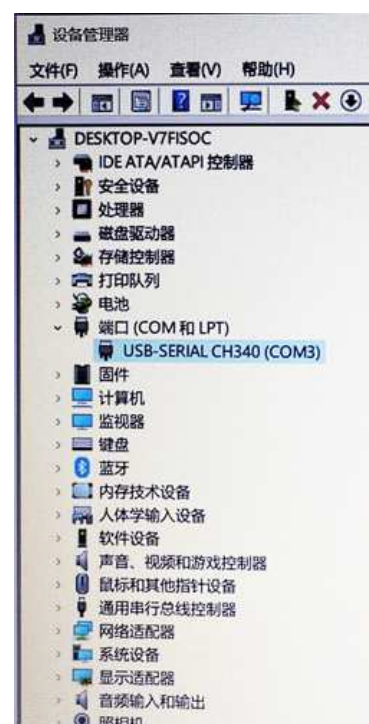 设备管理器
文件(F) 操作(A) 查看(V) 帮助(H)
DESKTOP-V7FISOC
IDE ATA/ATAPI 控制器
安全设备
处理器
磁盘驱动器
存储控制器
打印队列
电池
端口 (COM 和 LPT)
USB-SERIAL CH340 (COM3)
固件
计算机
监视器
键盘
蓝牙
内存技术设备
人体学输入设备
软件设备
声音、视频和游戏控制器
鼠标和其他指针设备
通用串行总线控制器
网络适配器
系统设备
显示适配器
音频输入和输出
照相机